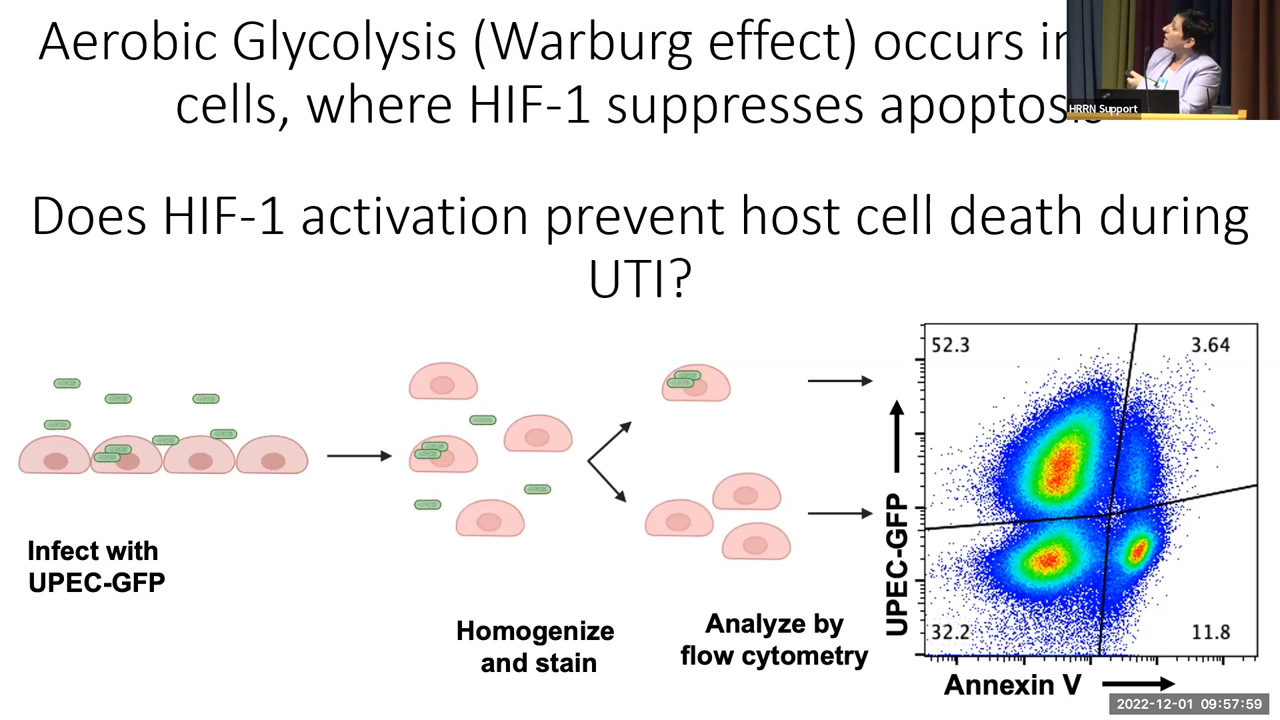 Aerobic Glycolysis (Warburg effect) occurs in
cells, where HIF-1 suppresses apoptosis
HRRN Support
Does HIF-1 activation prevent host cell death during
UTI?
52.3
3.64
32.2
11.8
UPEC-GFP
Annexin V
Infect with
UPEC-GFP
Homogenize
and stain
Analyze by
flow cytometry
2022-12-01 09:57:59